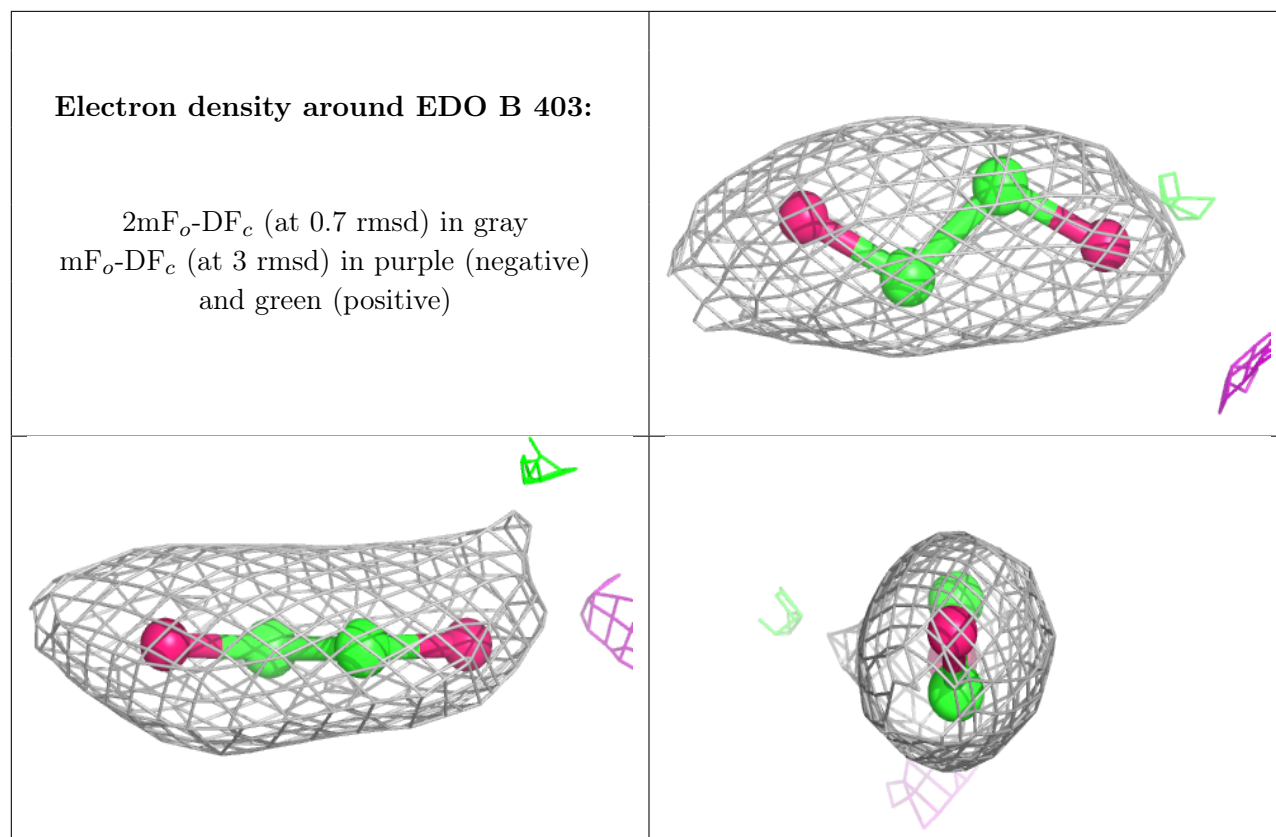 Electron density around EDO B 403:
2mFo-DFc (at 0.7 rmsd) in gray
mFo-DFc (at 3 rmsd) in purple (negative)
and green (positive)